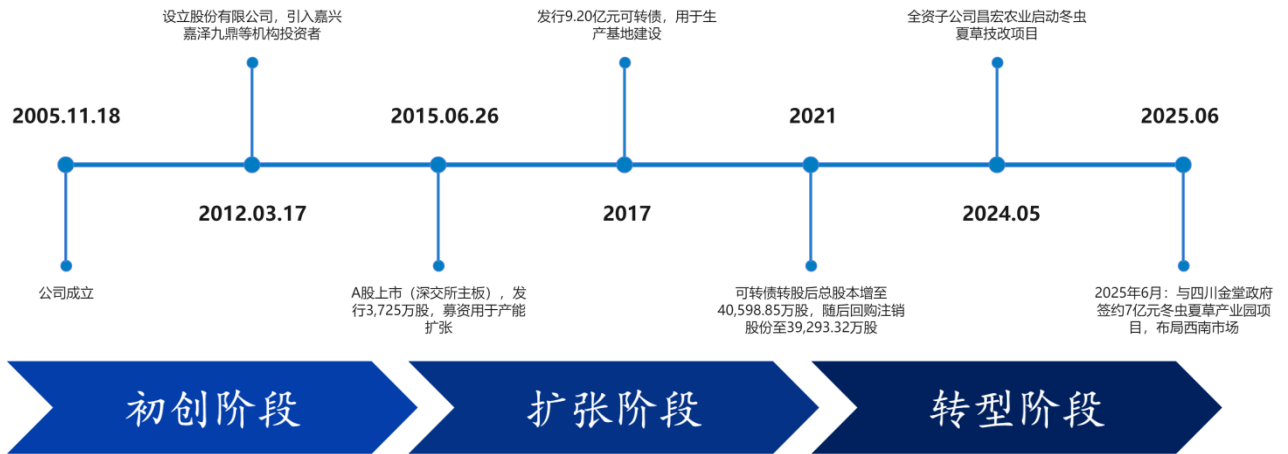 设立股份有限公司，引入嘉兴
嘉泽九鼎等机构投资者
发行9.20亿元可转债，用于生
产基地建设
全资子公司昌宏农业启动冬虫
夏草技改项目
2005.11.18
2015.06.26
2021
2025.06
2012.03.17
2017
2024.05
公司成立
A股上市（深交所主板），发
行3,725万股，募资用于产能
扩张
可转债转股后总股本增至
40,598.85万股，随后回购注销
股份至39,293.32万股
2025年6月：与四川金堂政府
签约7亿元冬虫夏草产业园项
目，布局西南市场
初创阶段
扩张阶段
转型阶段